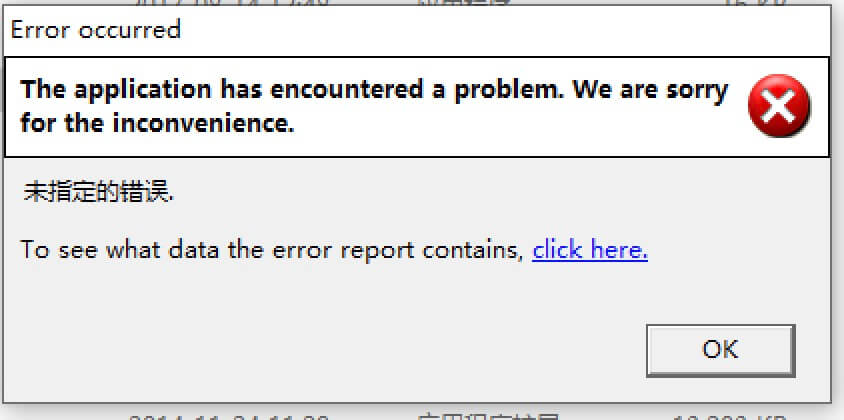 Error occurred
The application has encountered a problem. We are sorry
for the inconvenience.
未指定的错误.
To see what data the error report contains, click here.
OK